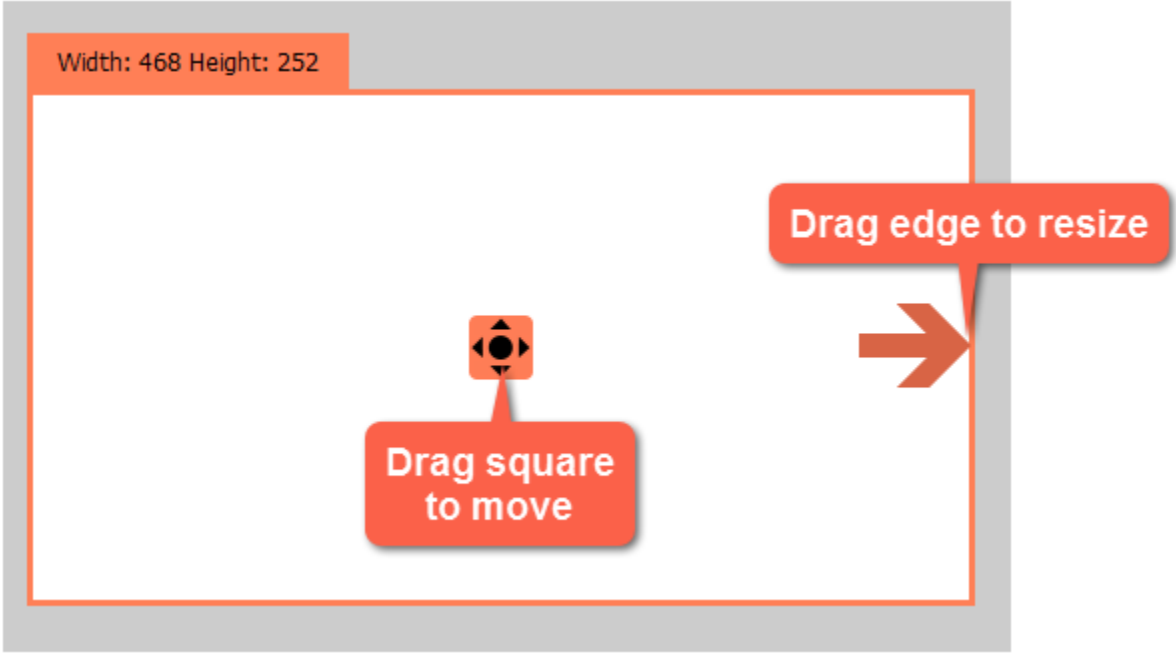 Width: 468 Height: 252
Drag edge to resize
Drag square
to move